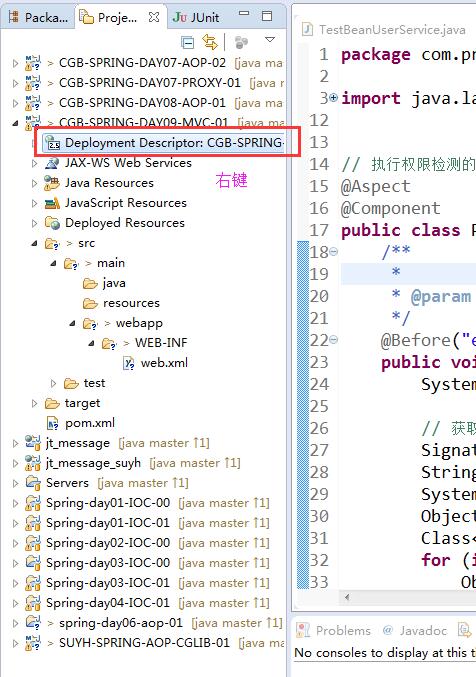 Packa... Proje... JUnit
> CGB-SPRING-DAY07-AOP-02 [java ma
> CGB-SPRING-DAY07-PROXY-01 [java
> CGB-SPRING-DAY08-AOP-01 [java ma
> CGB-SPRING-DAY09-MVC-01 [java ma
Deployment Descriptor: CGB-SPRING-
JAX-WS Web Services
Java Resources
右键
JavaScript Resources
Deployed Resources
> src
> main
java
resources
> webapp
> WEB-INF
web.xml
> test
target
pom.xml
jt_message [java master ↑1]
jt_message_suyh [java master ↑1]
Servers [java master ↑1]
Spring-day01-IOC-00 [java master ↑1]
Spring-day01-IOC-01 [java master ↑1]
Spring-day02-IOC-00 [java master ↑1]
Spring-day03-IOC-00 [java master ↑1]
Spring-day03-IOC-01 [java master ↑1]
Spring-day04-IOC-01 [java master ↑1]
> spring-day06-aop-01 [java master ↑1]
> SUYH-SPRING-AOP-CGLIB-01 [java ma
TestBeanUserService.java
1 package com.pr
2
3 import java.la
12
13
14 // 执行权限检测的
15 @Aspect
16 @Component
17 public class P
18 /**
19 *
20 * @param
21 */
22 @Before("e
23 public voi
24 System
25
26 // 获取
27 Signat
28 String
29 System
30 Object
31 Class<
32 for (i
33 Ob
Problems @ Javadoc
No consoles to display at this t